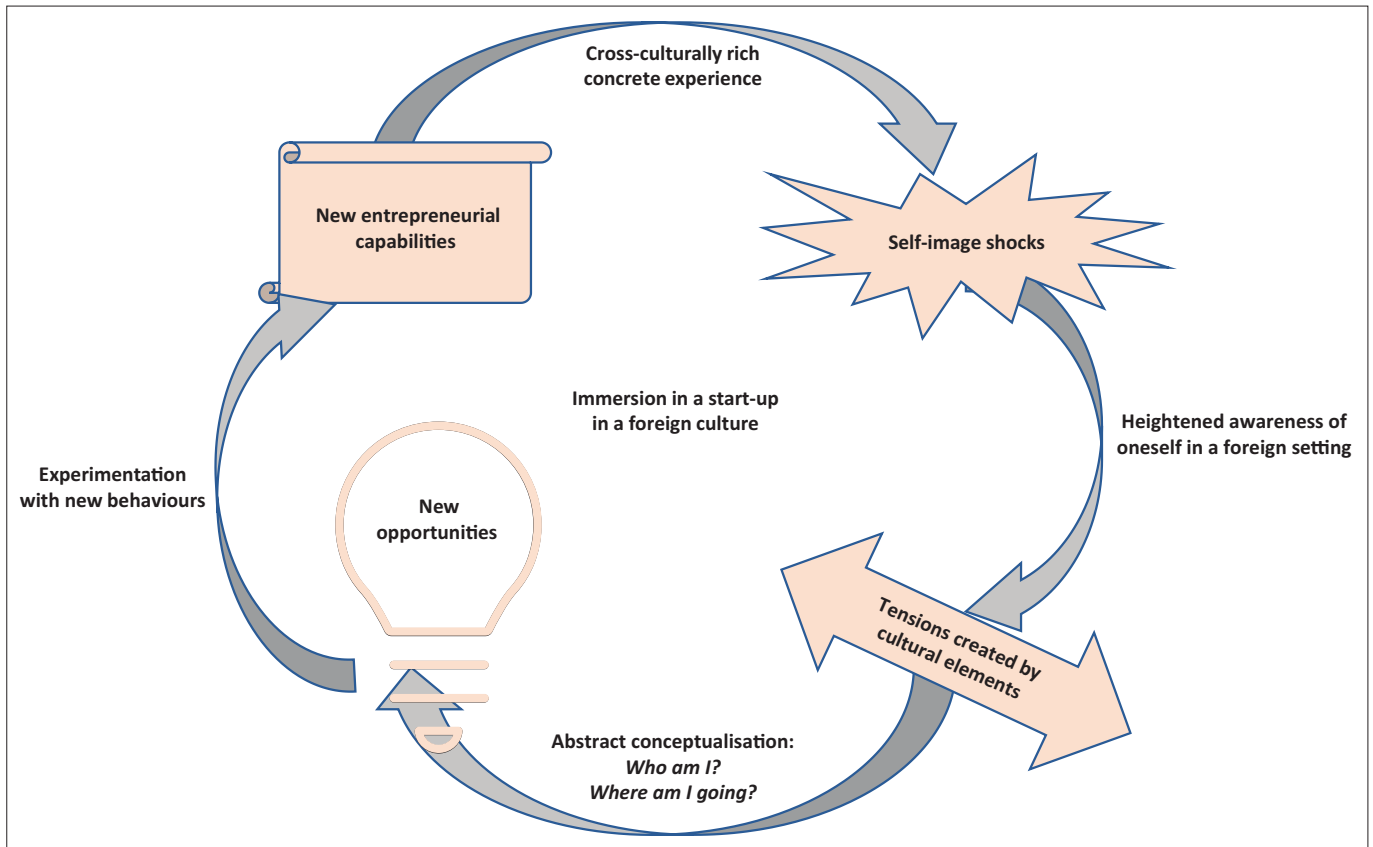 Cross-culturally rich
concrete experience
New entrepreneurial
capabilities
Self-image shocks
Immersion in a start-up
in a foreign culture
Heightened awareness of
oneself in a foreign setting
Experimentation
with new behaviours
New
opportunities
Tensions created by
cultural elements
Abstract conceptualisation:
Who am I?
Where am I going?